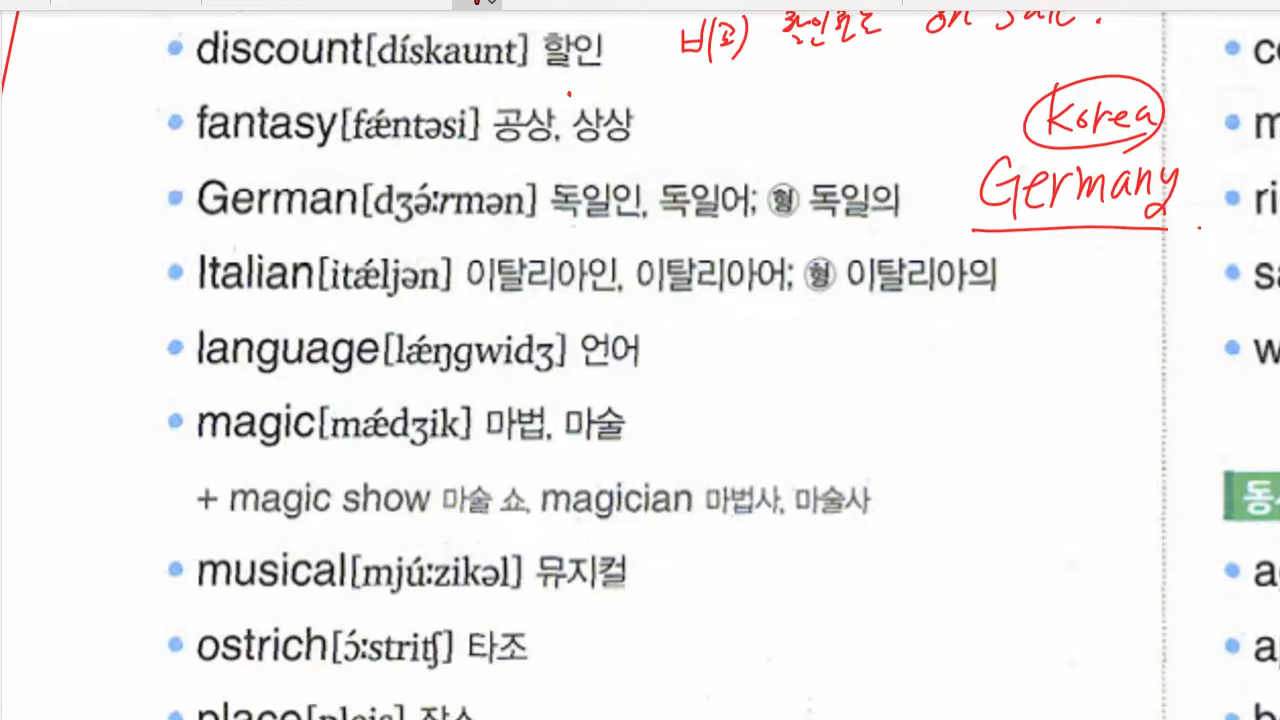 비(교) 할인 on sale.
discount[dískaunt] 할인
fantasy[fǽntəsi] 공상, 상상
Korea
Germany
German[dʒə́ːrmən] 독일인, 독일어; 형 독일의
Italian[itǽljən] 이탈리아인, 이탈리아어; 형 이탈리아의
language[lǽŋgwidʒ] 언어
magic[mǽdʒik] 마법, 마술
+ magic show 마술 쇼, magician 마법사, 마술사
musical[mjúːzikəl] 뮤지컬
ostrich[ɔ́ːstritʃ] 타조
place[pleis] 장소